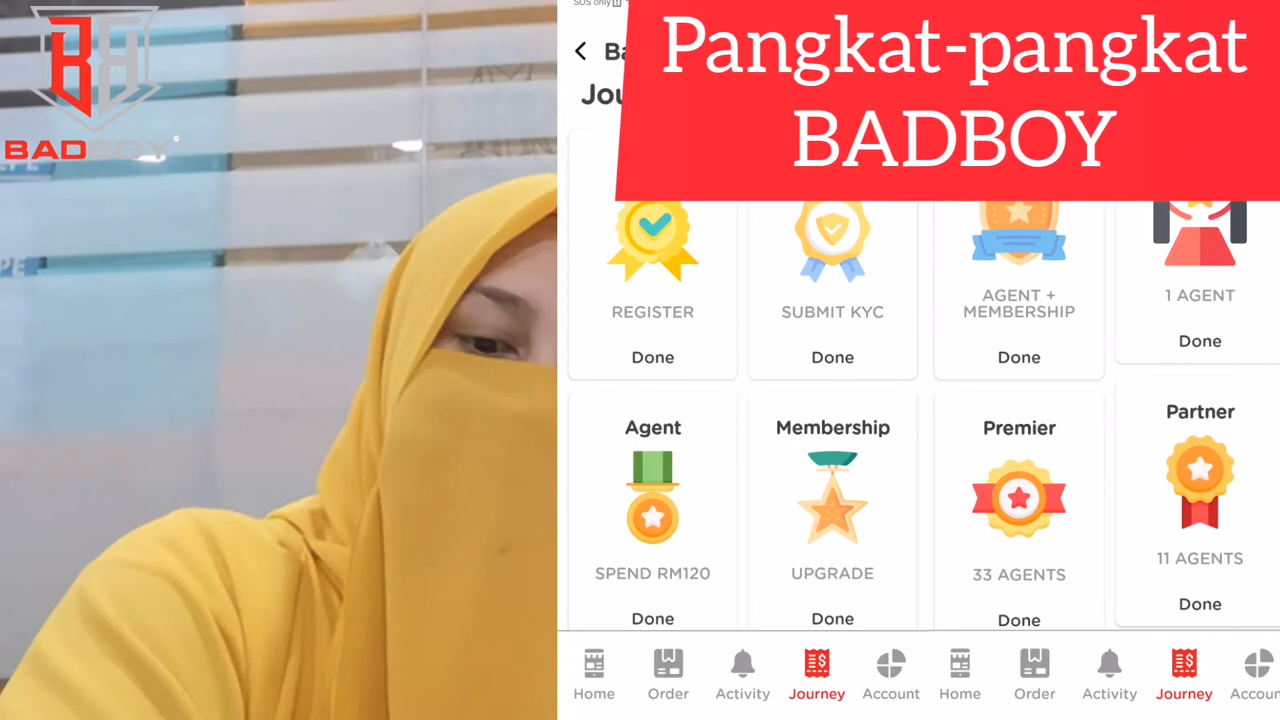 BADBOY
SOS only
Pangkat-pangkat
BADBOY
REGISTER
Done
SUBMIT KYC
Done
AGENT +
MEMBERSHIP
Done
1 AGENT
Done
Agent
SPEND RM120
Done
Membership
UPGRADE
Done
Premier
33 AGENTS
Done
Partner
11 AGENTS
Done
Home
Order
Activity
Journey
Account
Home
Order
Activity
Journey